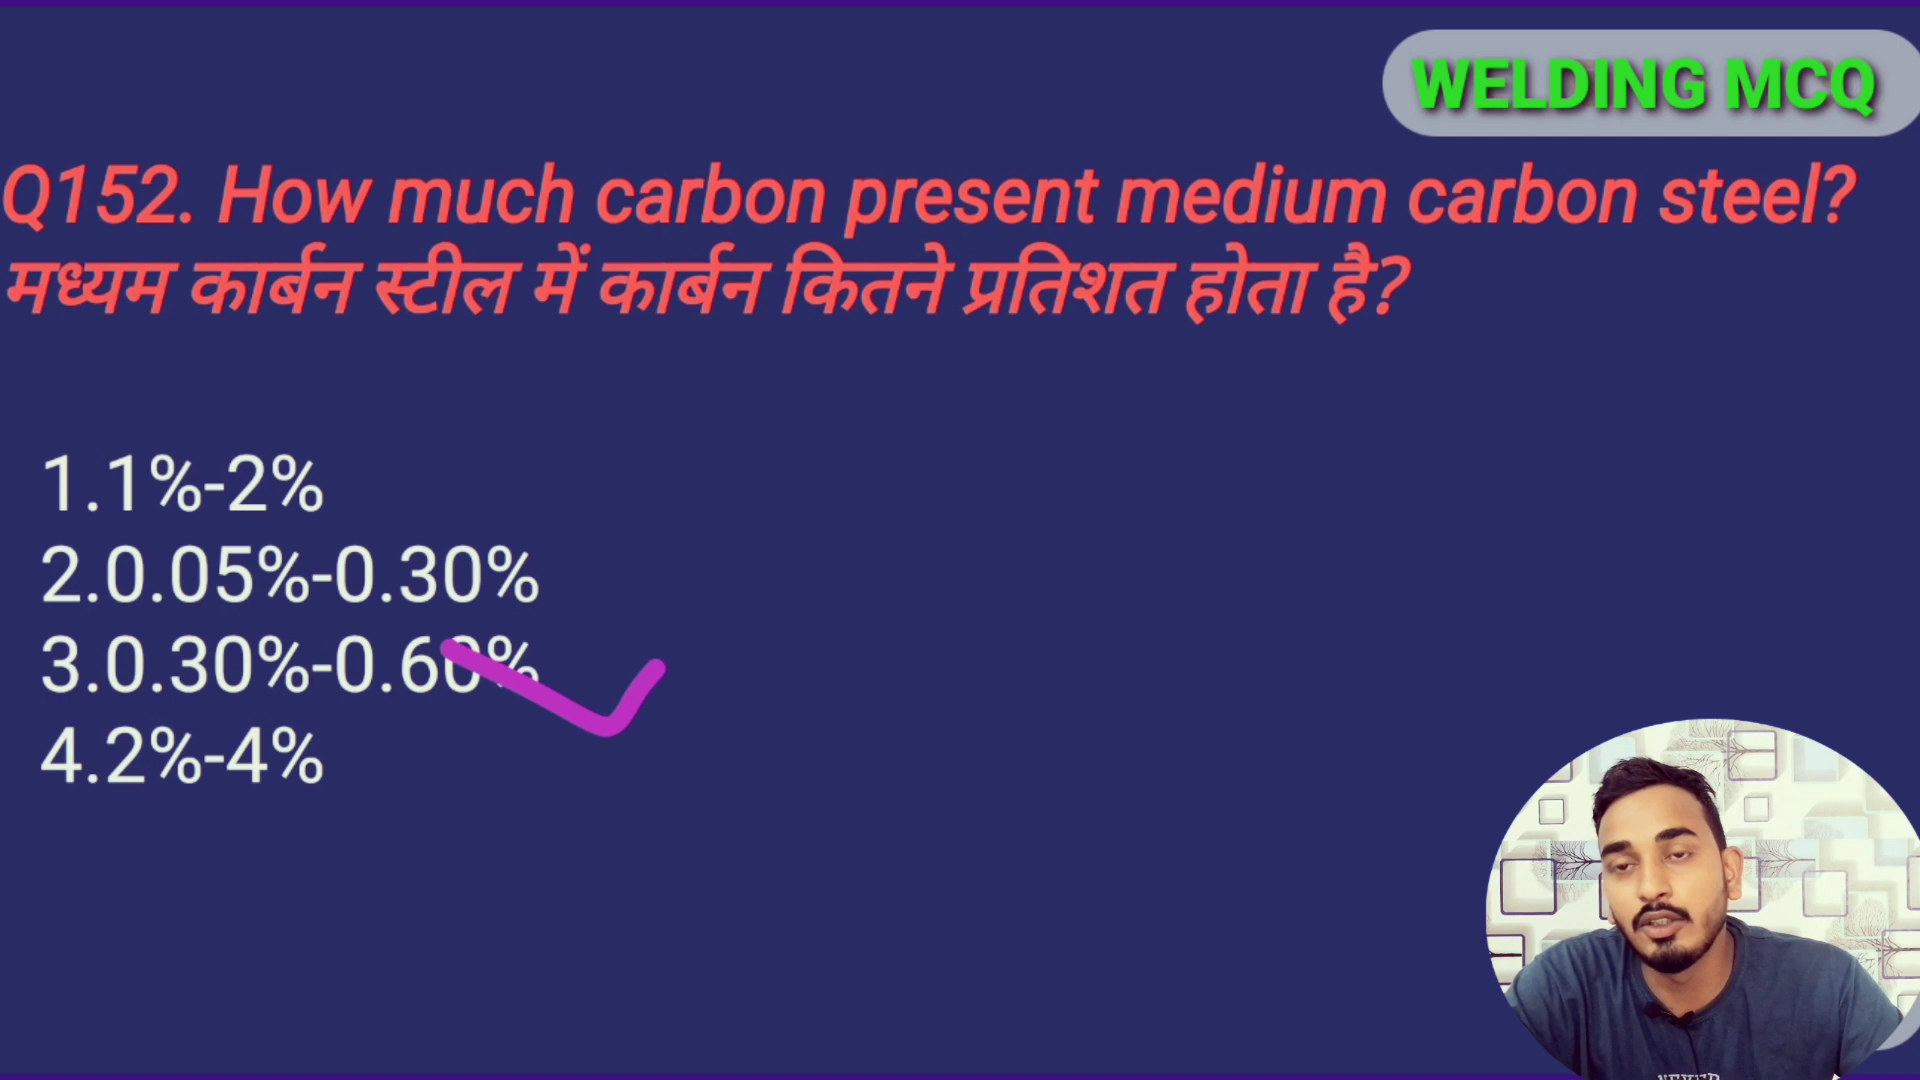 WELDING MCQ
Q152. How much carbon present medium carbon steel?
मध्यम कार्बन स्टील में कार्बन कितने प्रतिशत होता है?
1.1%-2%
2.0.05%-0.30%
3.0.30%-0.60%
4.2%-4%